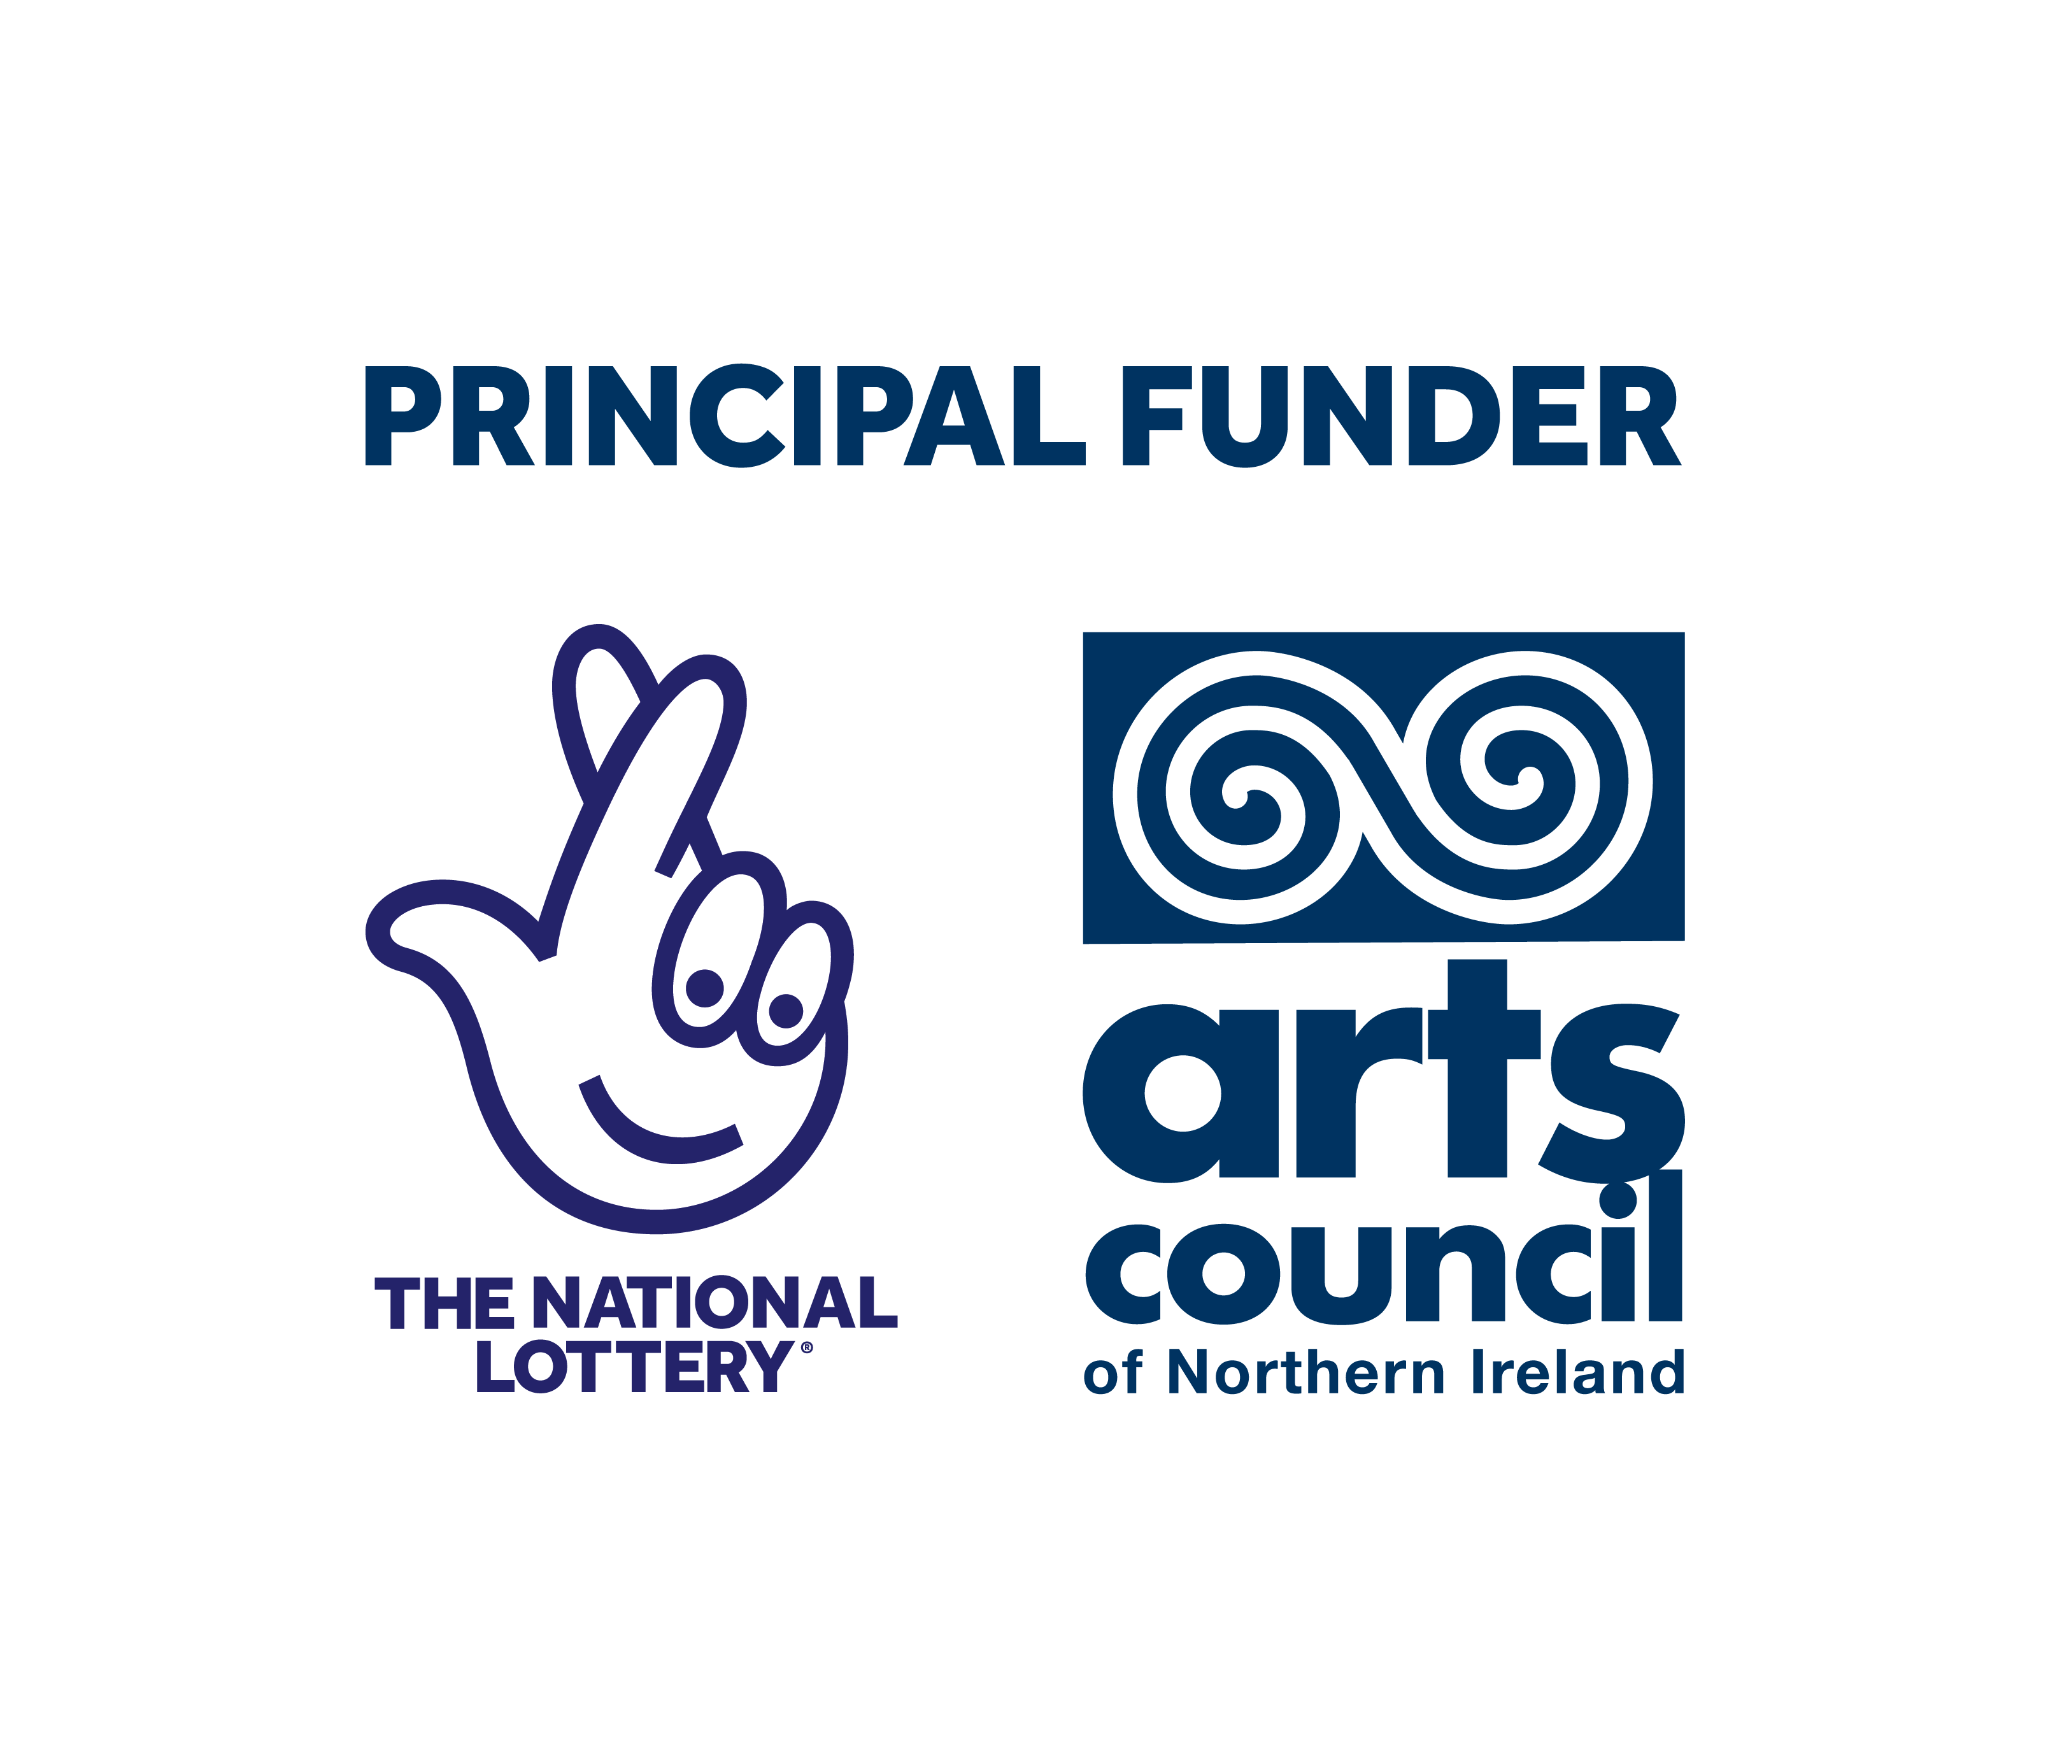 PRINCIPAL FUNDER
THE NATIONAL
LOTTERY®
arts
council
of Northern Ireland